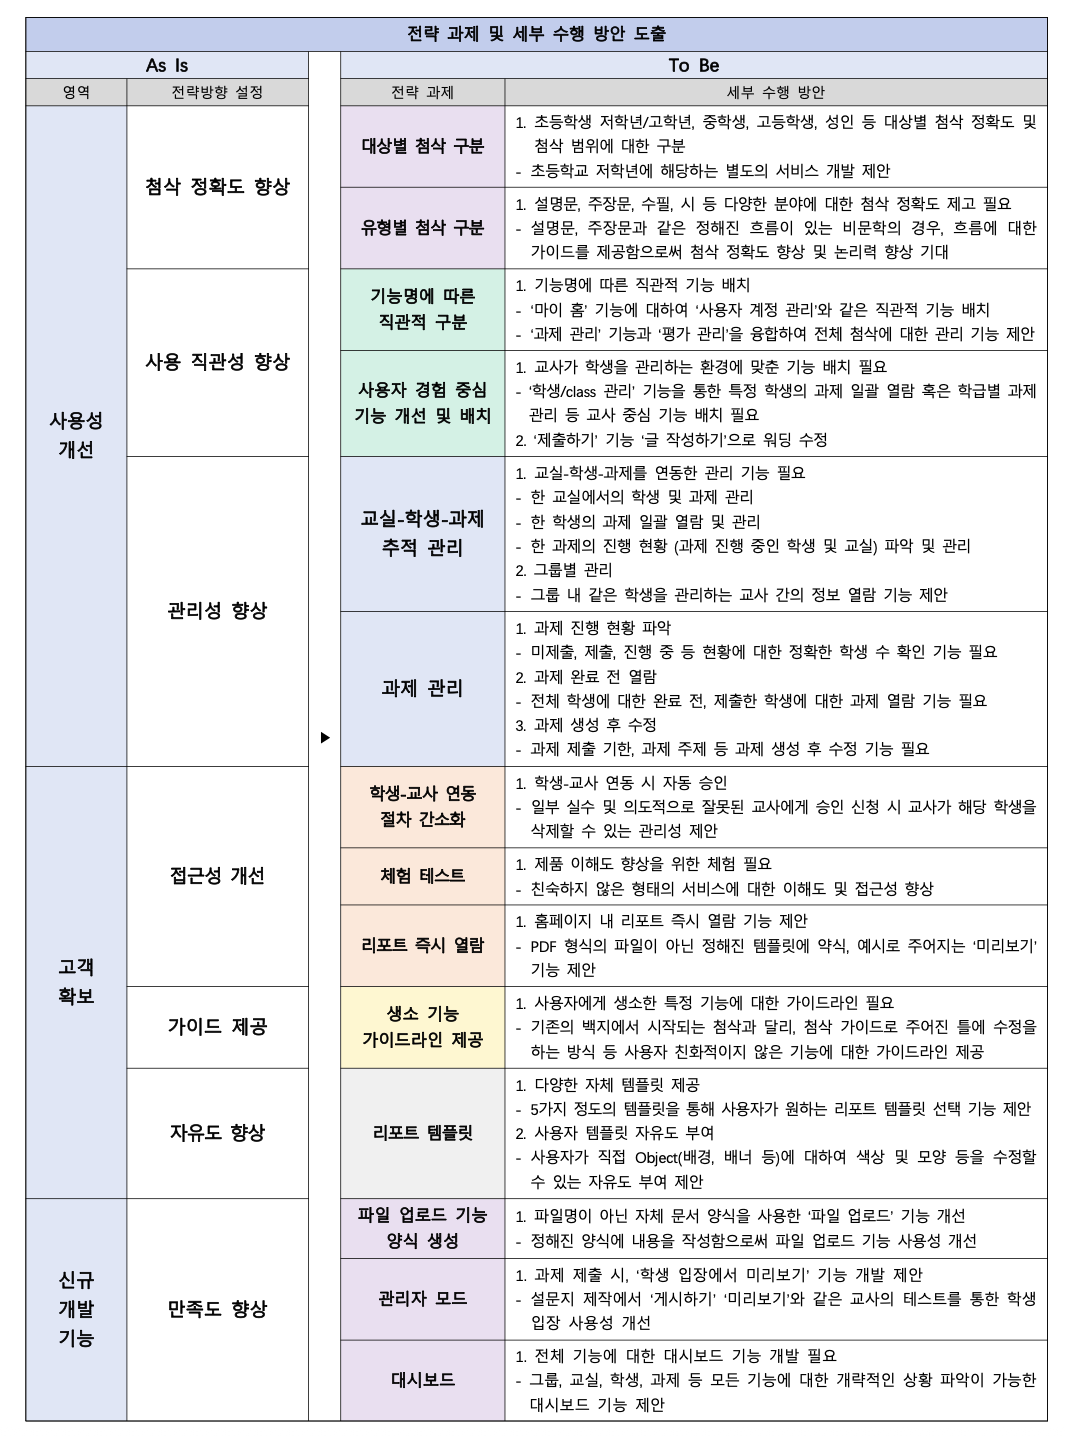 전략 과제 및 세부 수행 방안 도출
As Is
To Be
영역
전략방향 설정
전략 과제
세부 수행 방안
사용성
개선
첨삭 정확도 향상
대상별 첨삭 구분
1. 초등학생 저학년/고학년, 중학생, 고등학생, 성인 등 대상별 첨삭 정확도 및
첨삭 범위에 대한 구분
- 초등학교 저학년에 해당하는 별도의 서비스 개발 제안
유형별 첨삭 구분
1. 설명문, 주장문, 수필, 시 등 다양한 분야에 대한 첨삭 정확도 제고 필요
- 설명문, 주장문과 같은 정해진 흐름이 있는 비문학의 경우, 흐름에 대한
가이드를 제공함으로써 첨삭 정확도 향상 및 논리력 향상 기대
사용 직관성 향상
기능명에 따른
직관적 구분
1. 기능명에 따른 직관적 기능 배치
- ‘마이 홈’ 기능에 대하여 ‘사용자 계정 관리’와 같은 직관적 기능 배치
- ‘과제 관리’ 기능과 ‘평가 관리’을 융합하여 전체 첨삭에 대한 관리 기능 제안
사용자 경험 중심
기능 개선 및 배치
1. 교사가 학생을 관리하는 환경에 맞춘 기능 배치 필요
- ‘학생/class 관리’ 기능을 통한 특정 학생의 과제 일괄 열람 혹은 학급별 과제
관리 등 교사 중심 기능 배치 필요
2. ‘제출하기’ 기능 ‘글 작성하기’으로 워딩 수정
관리성 향상
교실-학생-과제
추적 관리
1. 교실-학생-과제를 연동한 관리 기능 필요
- 한 교실에서의 학생 및 과제 관리
- 한 학생의 과제 일괄 열람 및 관리
- 한 과제의 진행 현황 (과제 진행 중인 학생 및 교실) 파악 및 관리
2. 그룹별 관리
- 그룹 내 같은 학생을 관리하는 교사 간의 정보 열람 기능 제안
과제 관리
1. 과제 진행 현황 파악
- 미제출, 제출, 진행 중 등 현황에 대한 정확한 학생 수 확인 기능 필요
2. 과제 완료 전 열람
- 전체 학생에 대한 완료 전, 제출한 학생에 대한 과제 열람 기능 필요
3. 과제 생성 후 수정
- 과제 제출 기한, 과제 주제 등 과제 생성 후 수정 기능 필요
고객
확보
접근성 개선
학생-교사 연동
절차 간소화
1. 학생-교사 연동 시 자동 승인
- 일부 실수 및 의도적으로 잘못된 교사에게 승인 신청 시 교사가 해당 학생을
삭제할 수 있는 관리성 제안
체험 테스트
1. 제품 이해도 향상을 위한 체험 필요
- 친숙하지 않은 형태의 서비스에 대한 이해도 및 접근성 향상
리포트 즉시 열람
1. 홈페이지 내 리포트 즉시 열람 기능 제안
- PDF 형식의 파일이 아닌 정해진 템플릿에 약식, 예시로 주어지는 ‘미리보기’
기능 제안
가이드 제공
생소 기능
가이드라인 제공
1. 사용자에게 생소한 특정 기능에 대한 가이드라인 필요
- 기존의 백지에서 시작되는 첨삭과 달리, 첨삭 가이드로 주어진 틀에 수정을
하는 방식 등 사용자 친화적이지 않은 기능에 대한 가이드라인 제공
자유도 향상
리포트 템플릿
1. 다양한 자체 템플릿 제공
- 5가지 정도의 템플릿을 통해 사용자가 원하는 리포트 템플릿 선택 기능 제안
2. 사용자 템플릿 자유도 부여
- 사용자가 직접 Object(배경, 배너 등)에 대하여 색상 및 모양 등을 수정할
수 있는 자유도 부여 제안
신규
개발
기능
만족도 향상
파일 업로드 기능
양식 생성
1. 파일명이 아닌 자체 문서 양식을 사용한 ‘파일 업로드’ 기능 개선
- 정해진 양식에 내용을 작성함으로써 파일 업로드 기능 사용성 개선
관리자 모드
1. 과제 제출 시, ‘학생 입장에서 미리보기’ 기능 개발 제안
- 설문지 제작에서 ‘게시하기’ ‘미리보기’와 같은 교사의 테스트를 통한 학생
입장 사용성 개선
대시보드
1. 전체 기능에 대한 대시보드 기능 개발 필요
- 그룹, 교실, 학생, 과제 등 모든 기능에 대한 개략적인 상황 파악이 가능한
대시보드 기능 제안